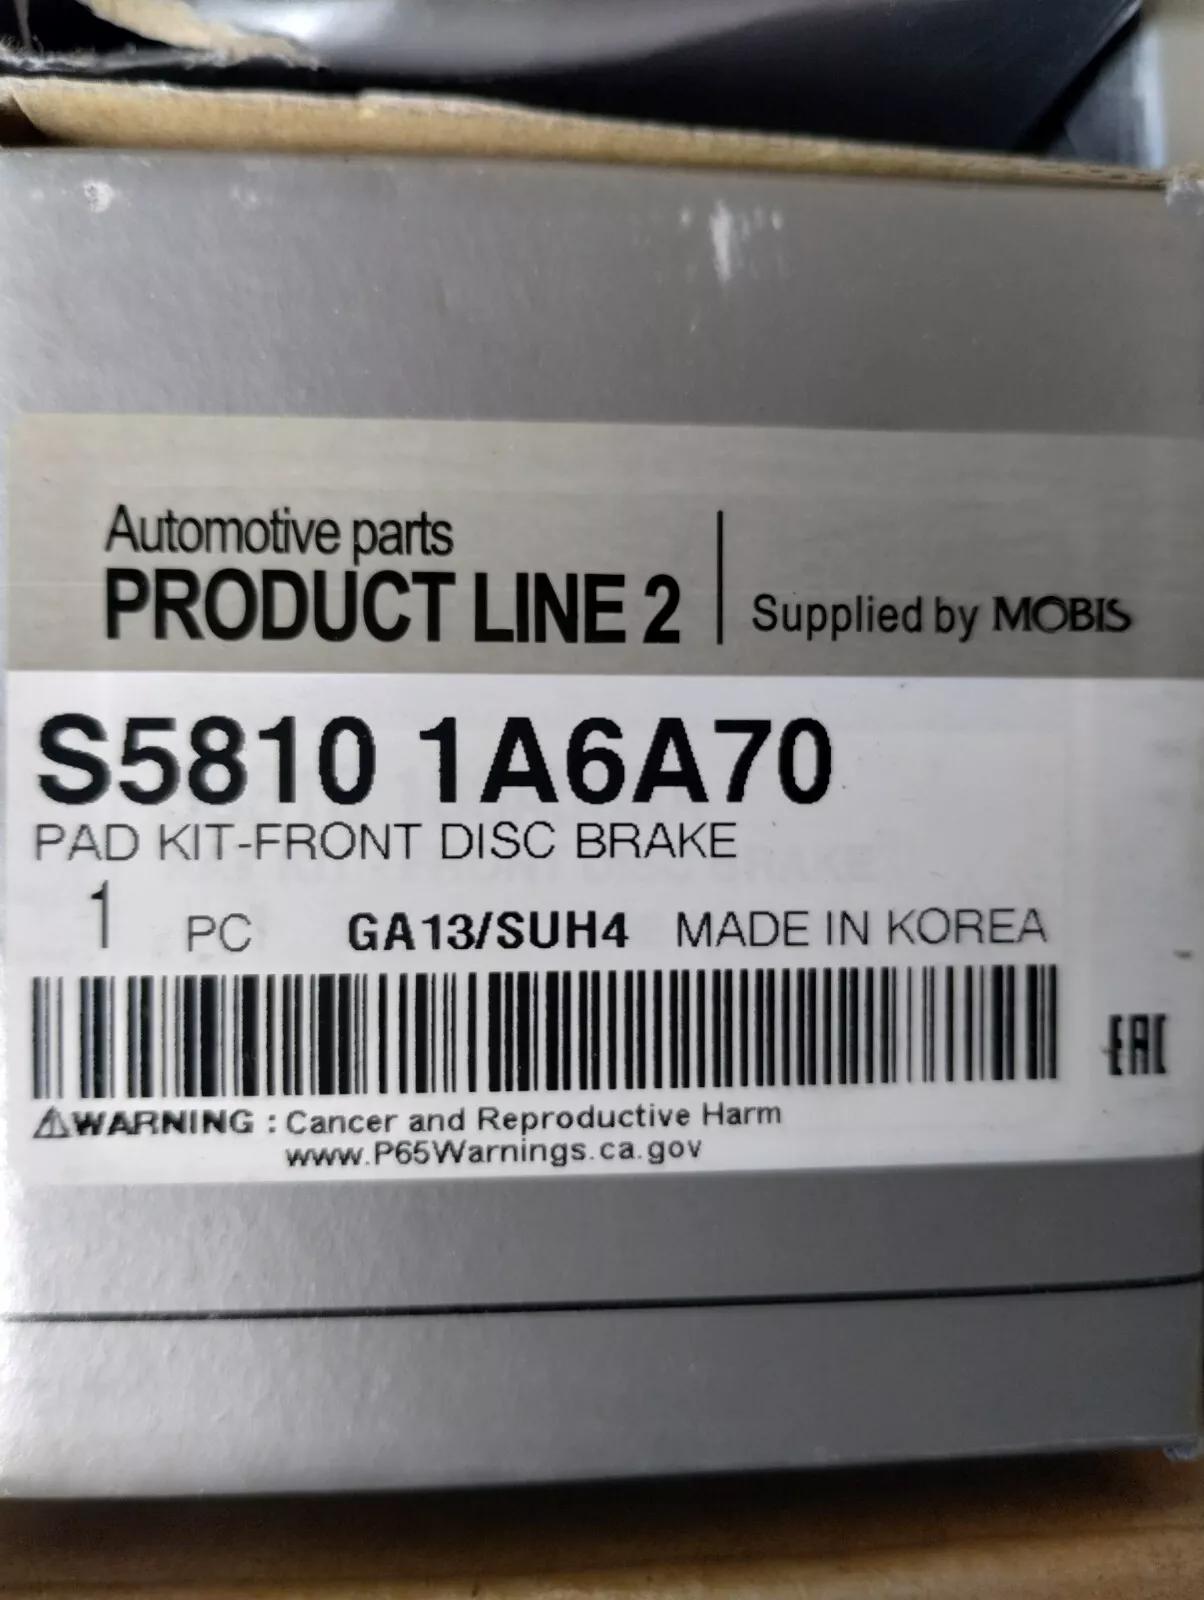 Automotive parts
PRODUCT LINE 2
Supplied by MOBIS
S5810 1A6A70
PAD KIT-FRONT DISC BRAKE
1 PC GA13/SUH4 MADE IN KOREA
EAC
⚠WARNING : Cancer and Reproductive Harm
www.P65Warnings.ca.gov